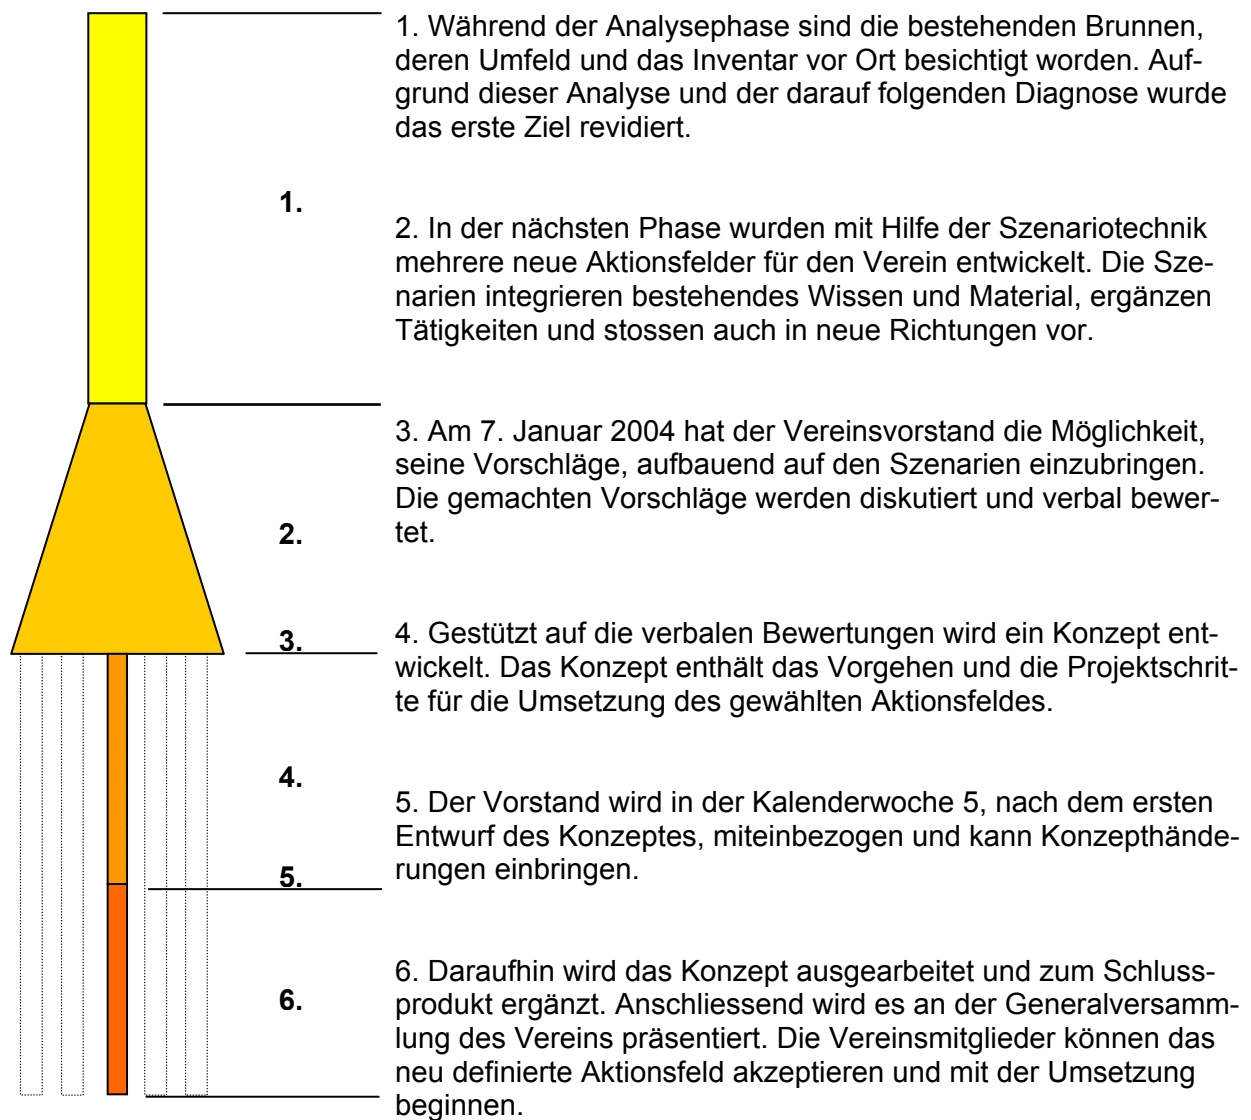 1. Während der Analysephase sind die bestehenden Brunnen,
deren Umfeld und das Inventar vor Ort besichtigt worden. Auf-
grund dieser Analyse und der darauf folgenden Diagnose wurde
das erste Ziel revidiert.
1.
2. In der nächsten Phase wurden mit Hilfe der Szenariotechnik
mehrere neue Aktionsfelder für den Verein entwickelt. Die Sze-
narien integrieren bestehendes Wissen und Material, ergänzen
Tätigkeiten und stossen auch in neue Richtungen vor.
3. Am 7. Januar 2004 hat der Vereinsvorstand die Möglichkeit,
seine Vorschläge, aufbauend auf den Szenarien einzubringen.
Die gemachten Vorschläge werden diskutiert und verbal bewer-
tet.
2.
4. Gestützt auf die verbalen Bewertungen wird ein Konzept ent-
wickelt. Das Konzept enthält das Vorgehen und die Projektschrit-
te für die Umsetzung des gewählten Aktionsfeldes.
3.
4.
5. Der Vorstand wird in der Kalenderwoche 5, nach dem ersten
Entwurf des Konzeptes, miteinbezogen und kann Konzepthände-
rungen einbringen.
5.
6. Daraufhin wird das Konzept ausgearbeitet und zum Schluss-
produkt ergänzt. Anschliessend wird es an der Generalversamm-
lung des Vereins präsentiert. Die Vereinsmitglieder können das
neu definierte Aktionsfeld akzeptieren und mit der Umsetzung
beginnen.
6.